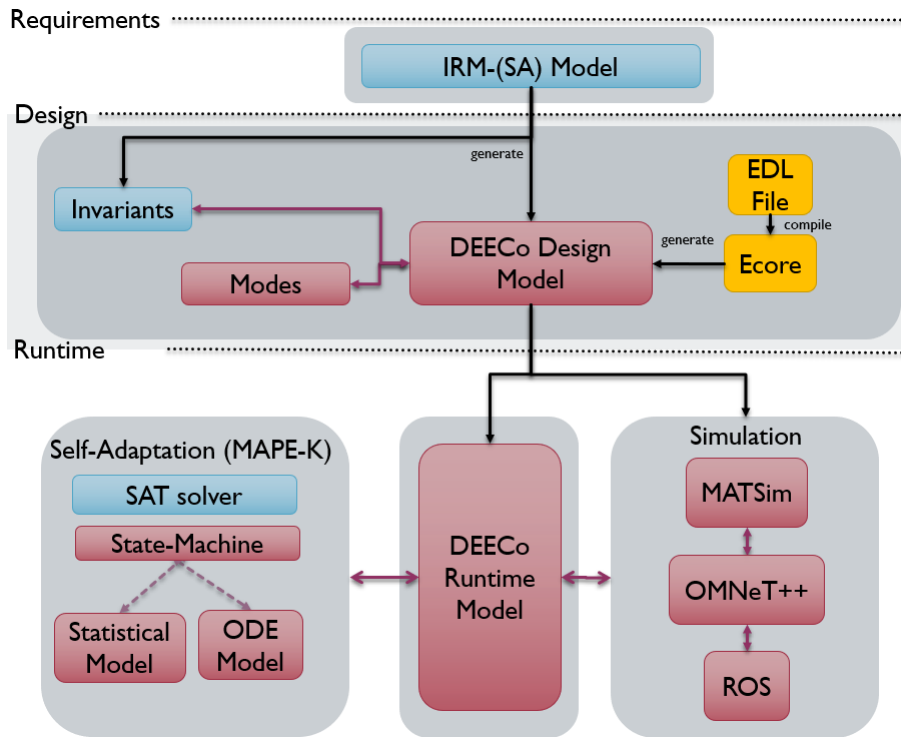 Requirements
IRM-(SA) Model
Design
generate
EDL
File
compile
Invariants
DEECo Design
Model
generate
Ecore
Modes
Runtime
Self-Adaptation (MAPE-K)
SAT solver
State-Machine
Statistical
Model
ODE
Model
DEECo
Runtime
Model
Simulation
MATSim
OMNeT++
ROS